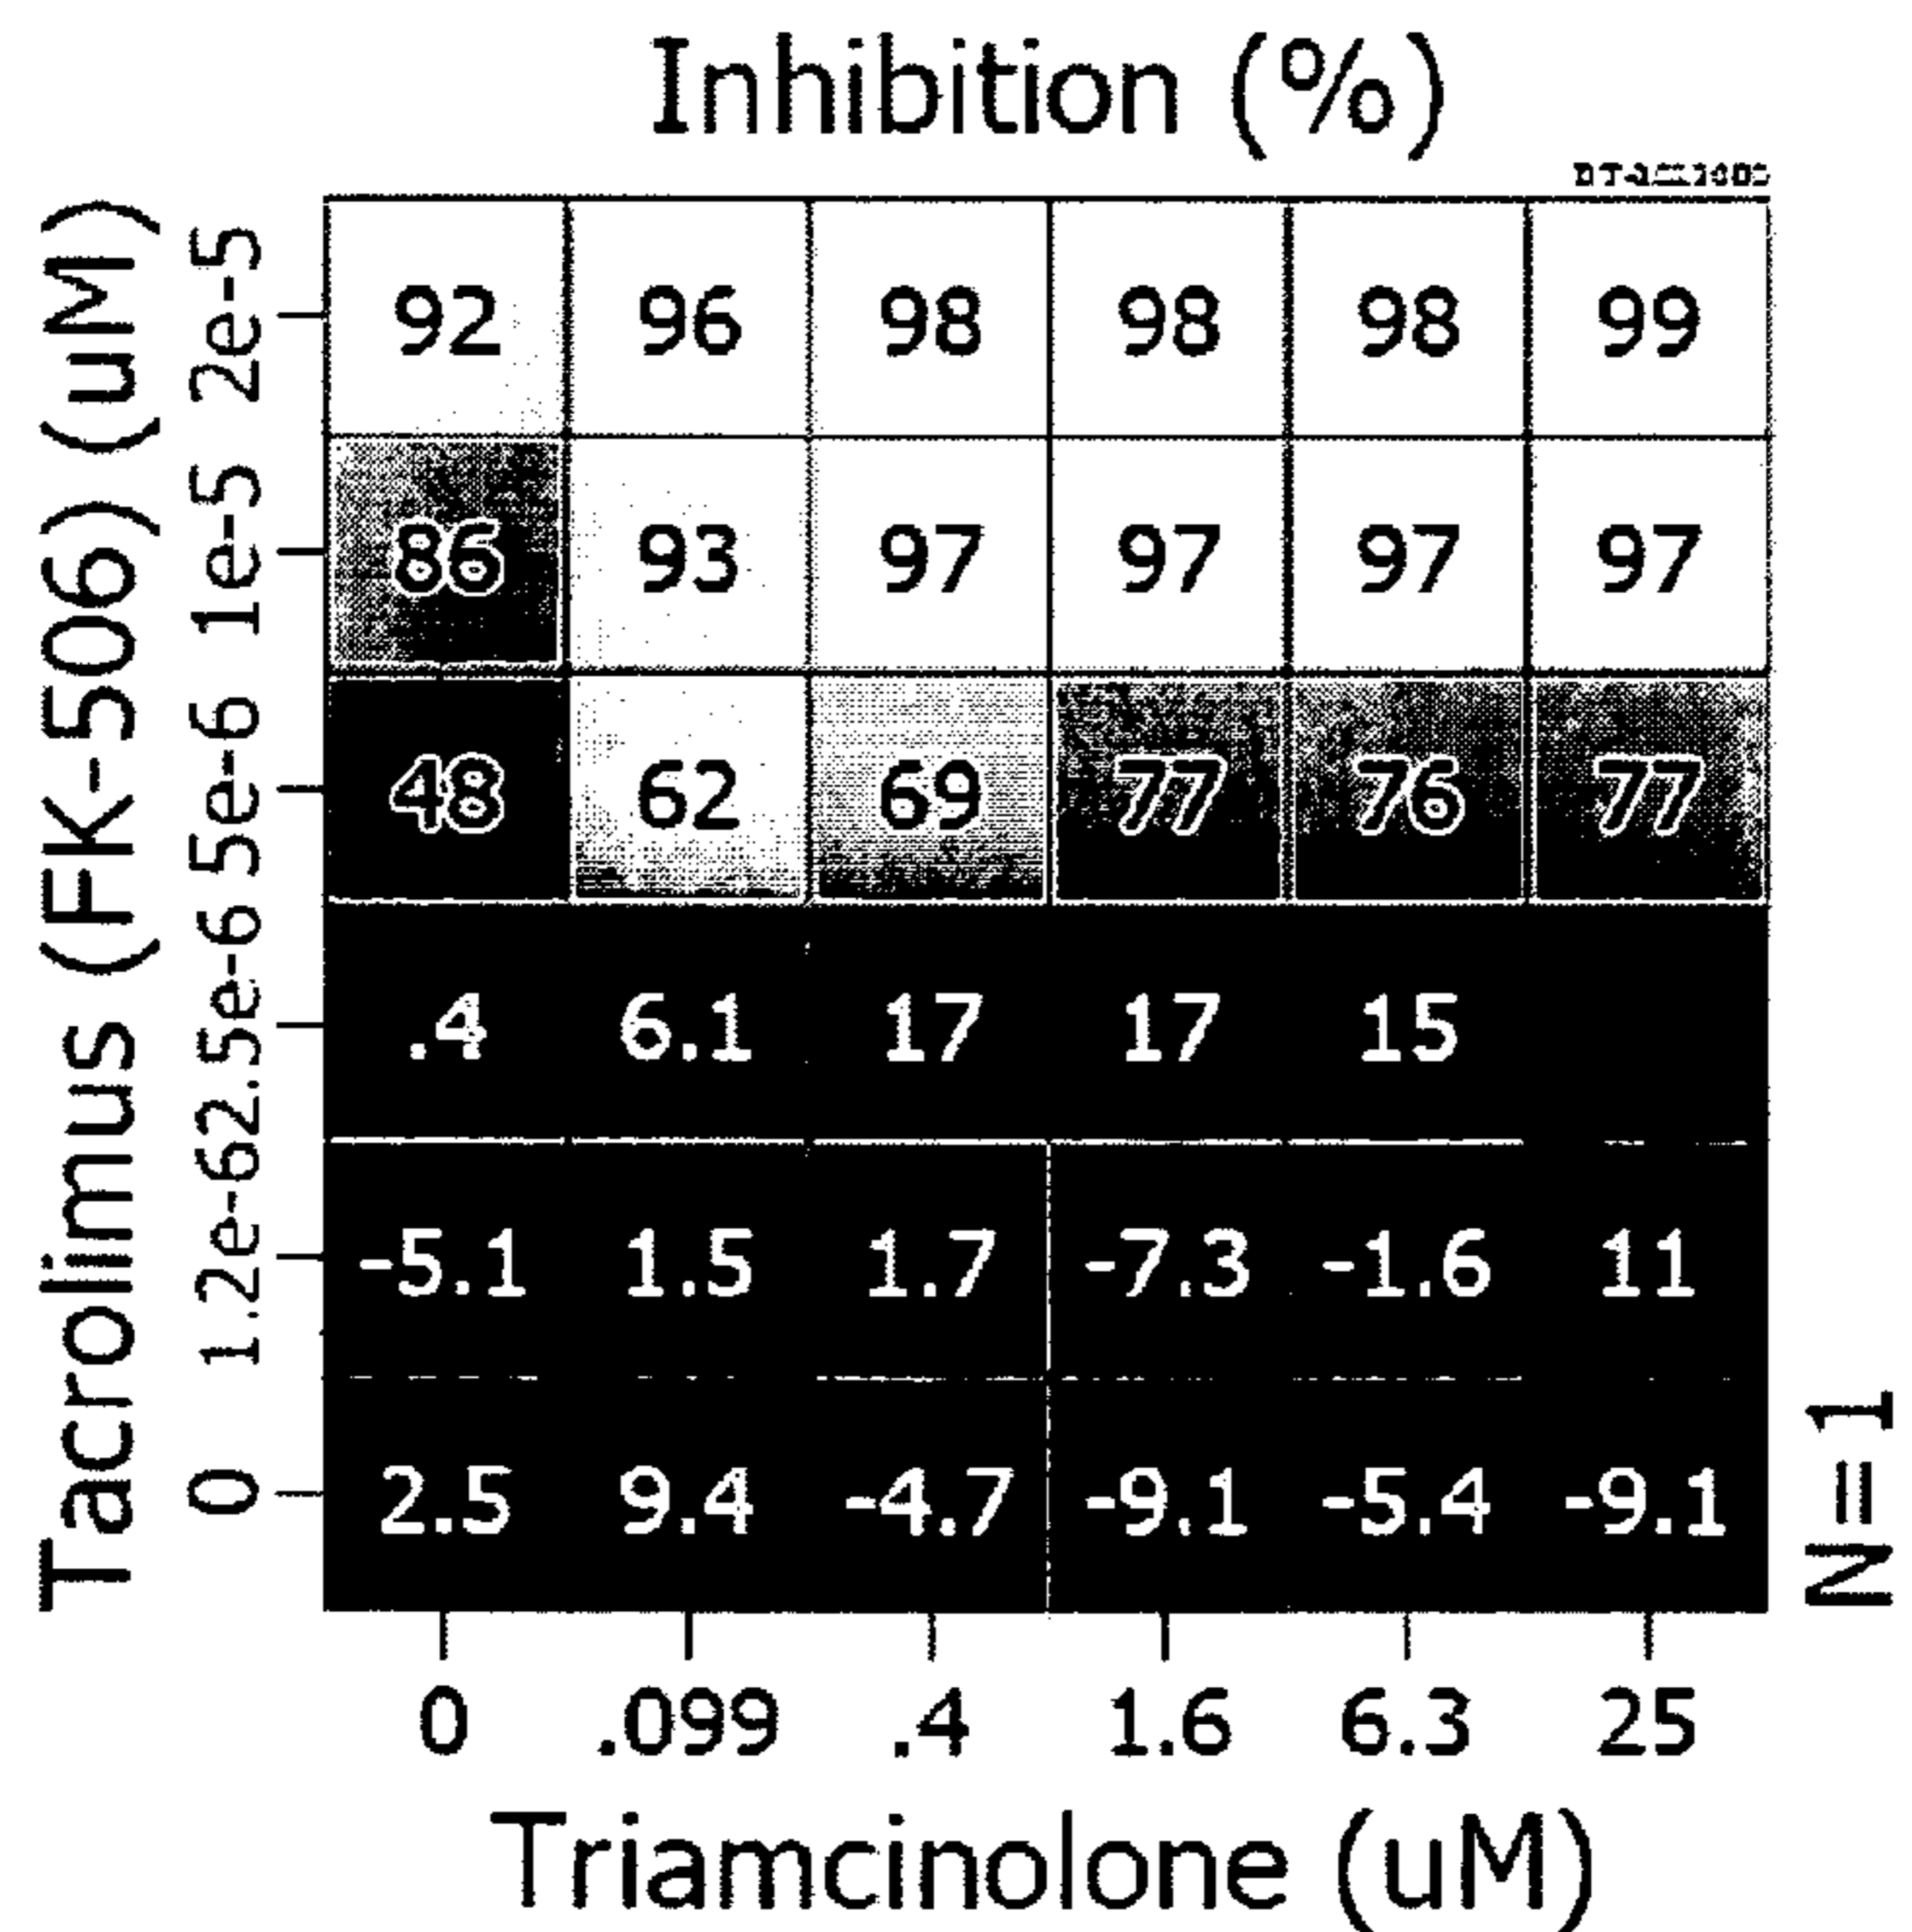 Inhibition (%)
Tacrolimus (FK-506) (uM)
2e-5 92 96 98 98 98 99
1e-5 86 93 97 97 97 97
5e-6 48 62 69 77 76 77
2.5e-6 .4 6.1 17 17 15
1.2e-6 -5.1 1.5 1.7 -7.3 -1.6 11
0 2.5 9.4 -4.7 -9.1 -5.4 -9.1
N=1
0 .099 .4 1.6 6.3 25
Triamcinolone (uM)